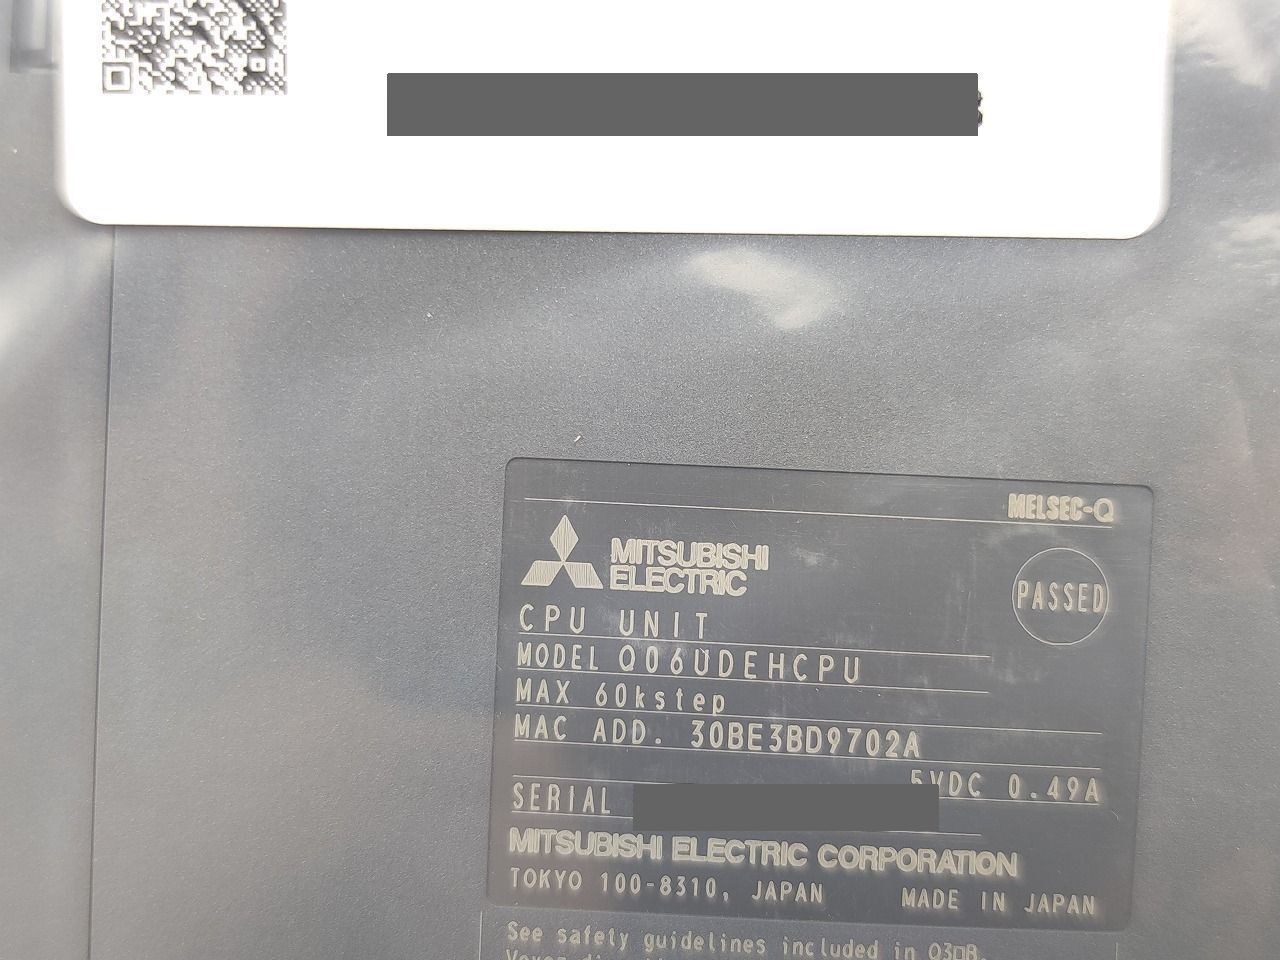 MELSEC-Q
MITSUBISHI
ELECTRIC
PASSED
CPU UNIT
MODEL Q06UDEHCPU
MAX 60kstep
MAC ADD. 30BE3BD9702A
5VDC 0.49A
SERIAL
MITSUBISHI ELECTRIC CORPORATION
TOKYO 100-8310, JAPAN MADE IN JAPAN
See safety guidelines included in Q3□B.